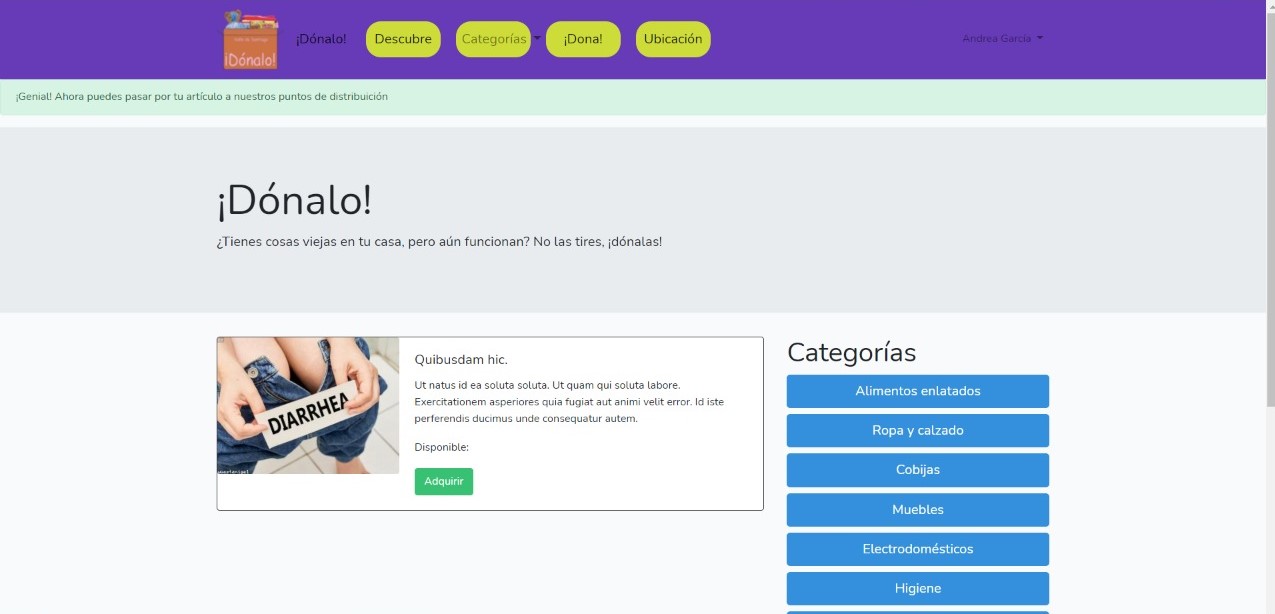 ¡Dónalo!
¡Dónalo!
Descubre
Categorías
¡Dona!
Ubicación
Andrea García
¡Genial! Ahora puedes pasar por tu artículo a nuestros puntos de distribuición
¡Dónalo!
¿Tienes cosas viejas en tu casa, pero aún funcionan? No las tires, ¡dónalas!
DIARRHEA
Quibusdam hic.
Ut natus id ea soluta soluta. Ut quam qui soluta labore.
Exercitationem asperiores quia fugiat aut animi velit error. Id iste
perferendis ducimus unde consequatur autem.
Disponible:
Adquirir
Categorías
Alimentos enlatados
Ropa y calzado
Cobijas
Muebles
Electrodomésticos
Higiene